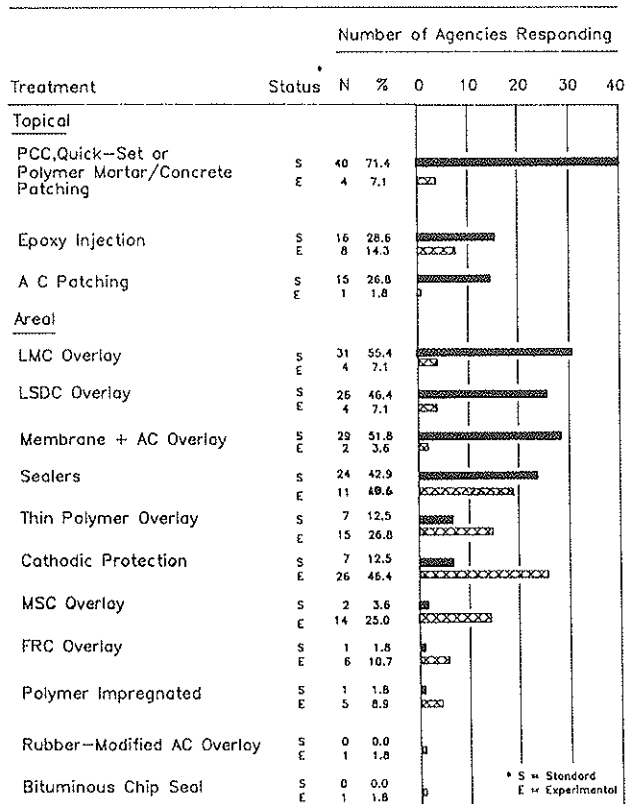 Number of Agencies Responding
Treatment Status * N % 0 10 20 30 40
Topical
PCC,Quick-Set or S 40 71.4
Polymer Mortar/Concrete E 4 7.1
Patching
Epoxy Injection S 16 28.6
E 8 14.3
A C Patching S 15 26.8
E 1 1.8
Areal
LMC Overlay S 31 55.4
E 4 7.1
LSDC Overlay S 26 46.4
E 4 7.1
Membrane + AC Overlay S 29 51.8
E 2 3.6
Sealers S 24 42.9
E 11
Thin Polymer Overlay S 7 12.5
E 15 26.8
Cathodic Protection S 7 12.5
E 26 46.4
MSC Overlay S 2 3.6
E 14 25.0
FRC Overlay S 1 1.8
E 6 10.7
Polymer Impregnated S 1 1.8
E 5 8.9
Rubber-Modified AC Overlay S 0 0.0
E 1 1.8
Bituminous Chip Seal S 0 0.0
E 1 1.8
* S = Standard
E = Experimental